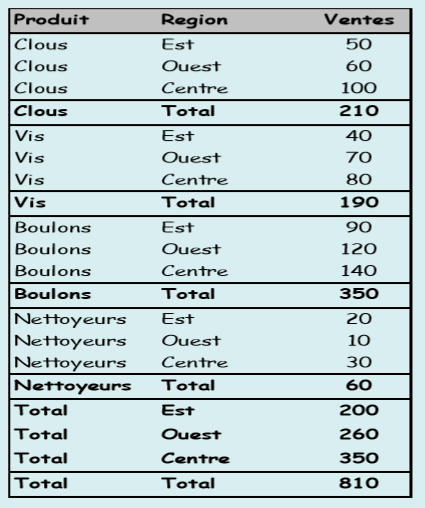 Produit Region Ventes
Clous Est 50
Clous Ouest 60
Clous Centre 100
Clous Total 210
Vis Est 40
Vis Ouest 70
Vis Centre 80
Vis Total 190
Boulons Est 90
Boulons Ouest 120
Boulons Centre 140
Boulons Total 350
Nettoyeurs Est 20
Nettoyeurs Ouest 10
Nettoyeurs Centre 30
Nettoyeurs Total 60
Total Est 200
Total Ouest 260
Total Centre 350
Total Total 810